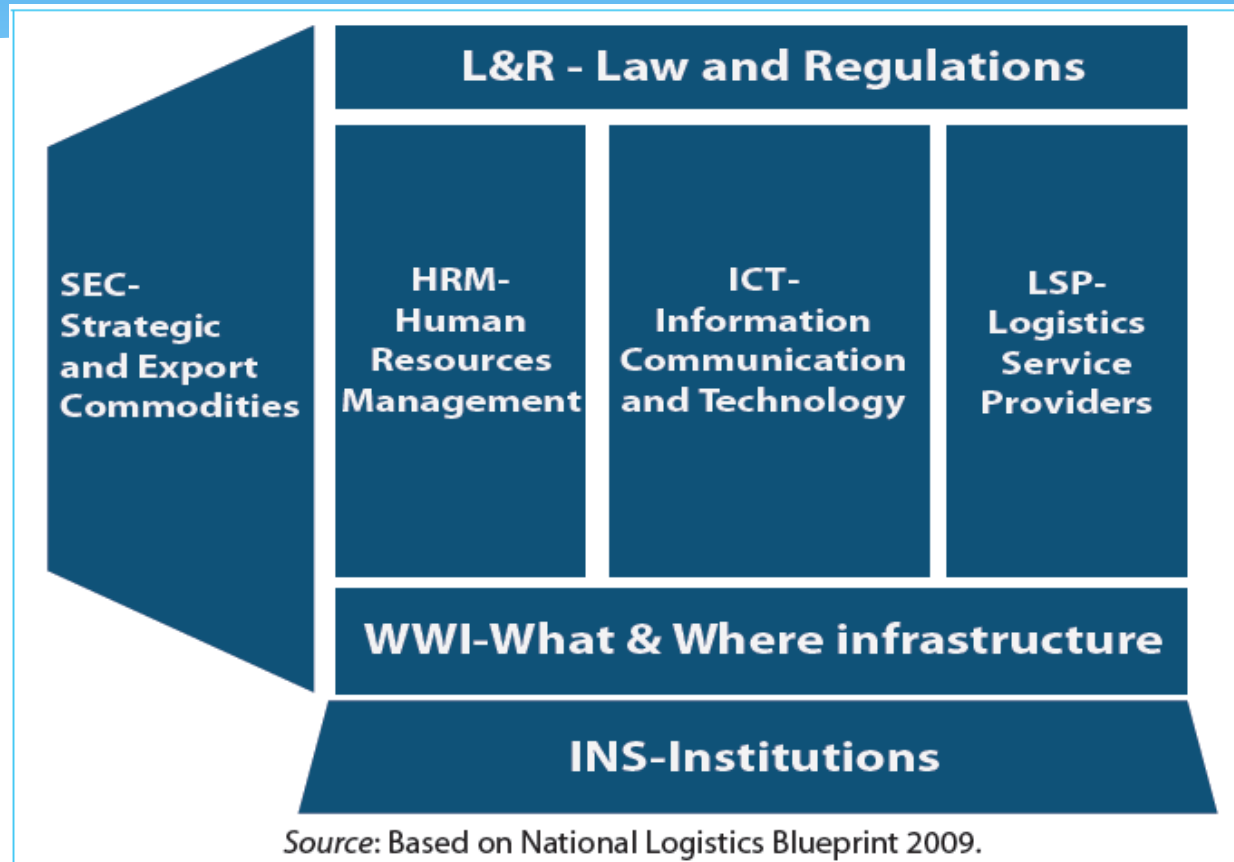 L&R - Law and Regulations
SEC-
Strategic
and Export
Commodities
HRM-
Human
Resources
Management
ICT-
Information
Communication
and Technology
LSP-
Logistics
Service
Providers
WWI-What & Where infrastructure
INS-Institutions
Source: Based on National Logistics Blueprint 2009.